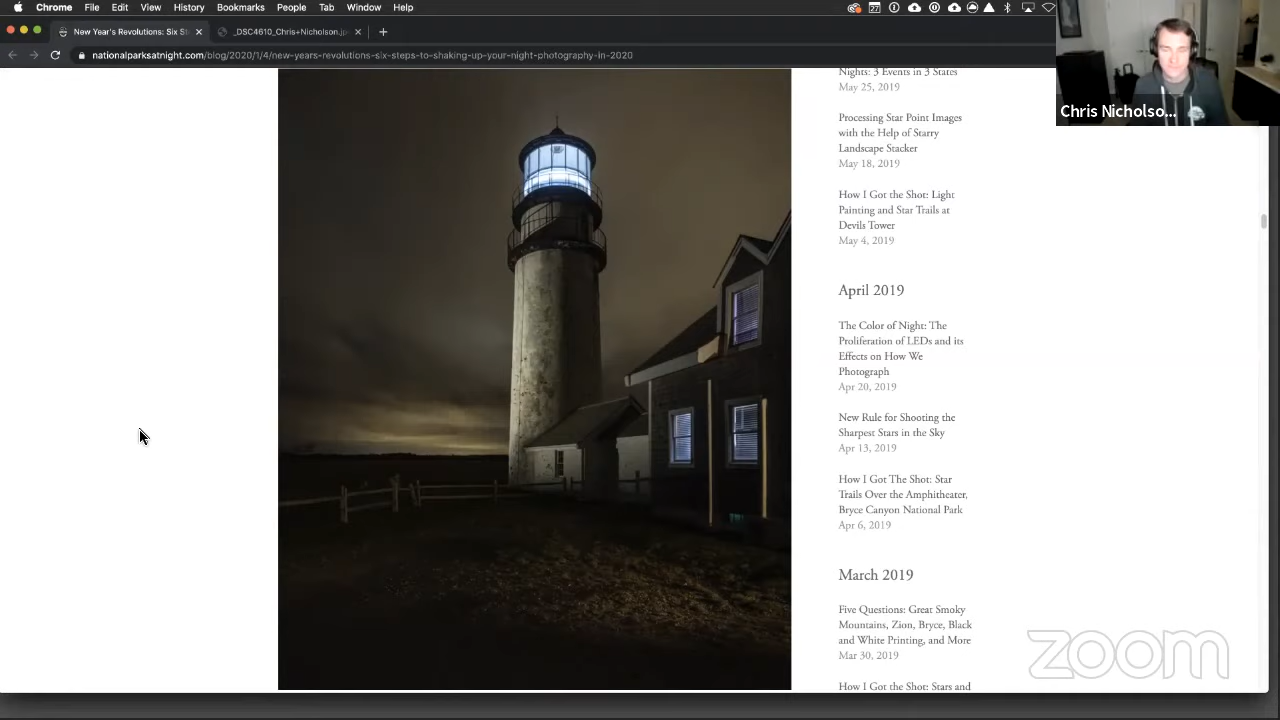 Chrome File Edit View History Bookmarks People Tab Window Help
New Year's Revolutions: Six St
_DSC4610_Chris+Nicholson.jp
nationalparksatnight.com/blog/2020/1/4/new-years-revolutions-six-steps-to-shaking-up-your-night-photography-in-2020
Chris Nicholso...
Nights: 3 Events in 3 States
May 25, 2019
Processing Star Point Images
with the Help of Starry
Landscape Stacker
May 18, 2019
How I Got the Shot: Light
Painting and Star Trails at
Devils Tower
May 4, 2019
April 2019
The Color of Night: The
Proliferation of LEDs and its
Effects on How We
Photograph
Apr 20, 2019
New Rule for Shooting the
Sharpest Stars in the Sky
Apr 13, 2019
How I Got The Shot: Star
Trails Over the Amphitheater,
Bryce Canyon National Park
Apr 6, 2019
March 2019
Five Questions: Great Smoky
Mountains, Zion, Bryce, Black
and White Printing, and More
Mar 30, 2019
How I Got the Shot: Stars and
zoom